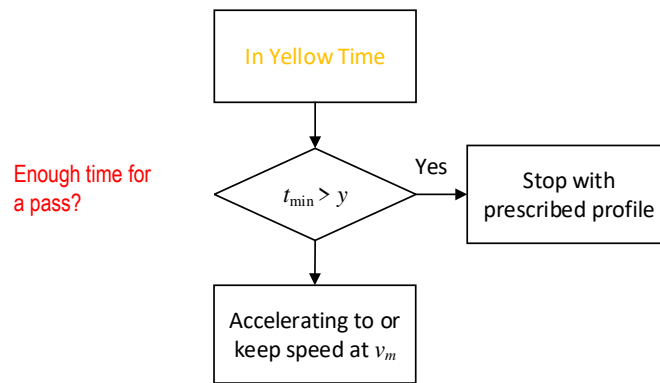 In Yellow Time
Enough time for
a pass?
t_min > y
Yes
Stop with
prescribed profile
Accelerating to or
keep speed at v_m